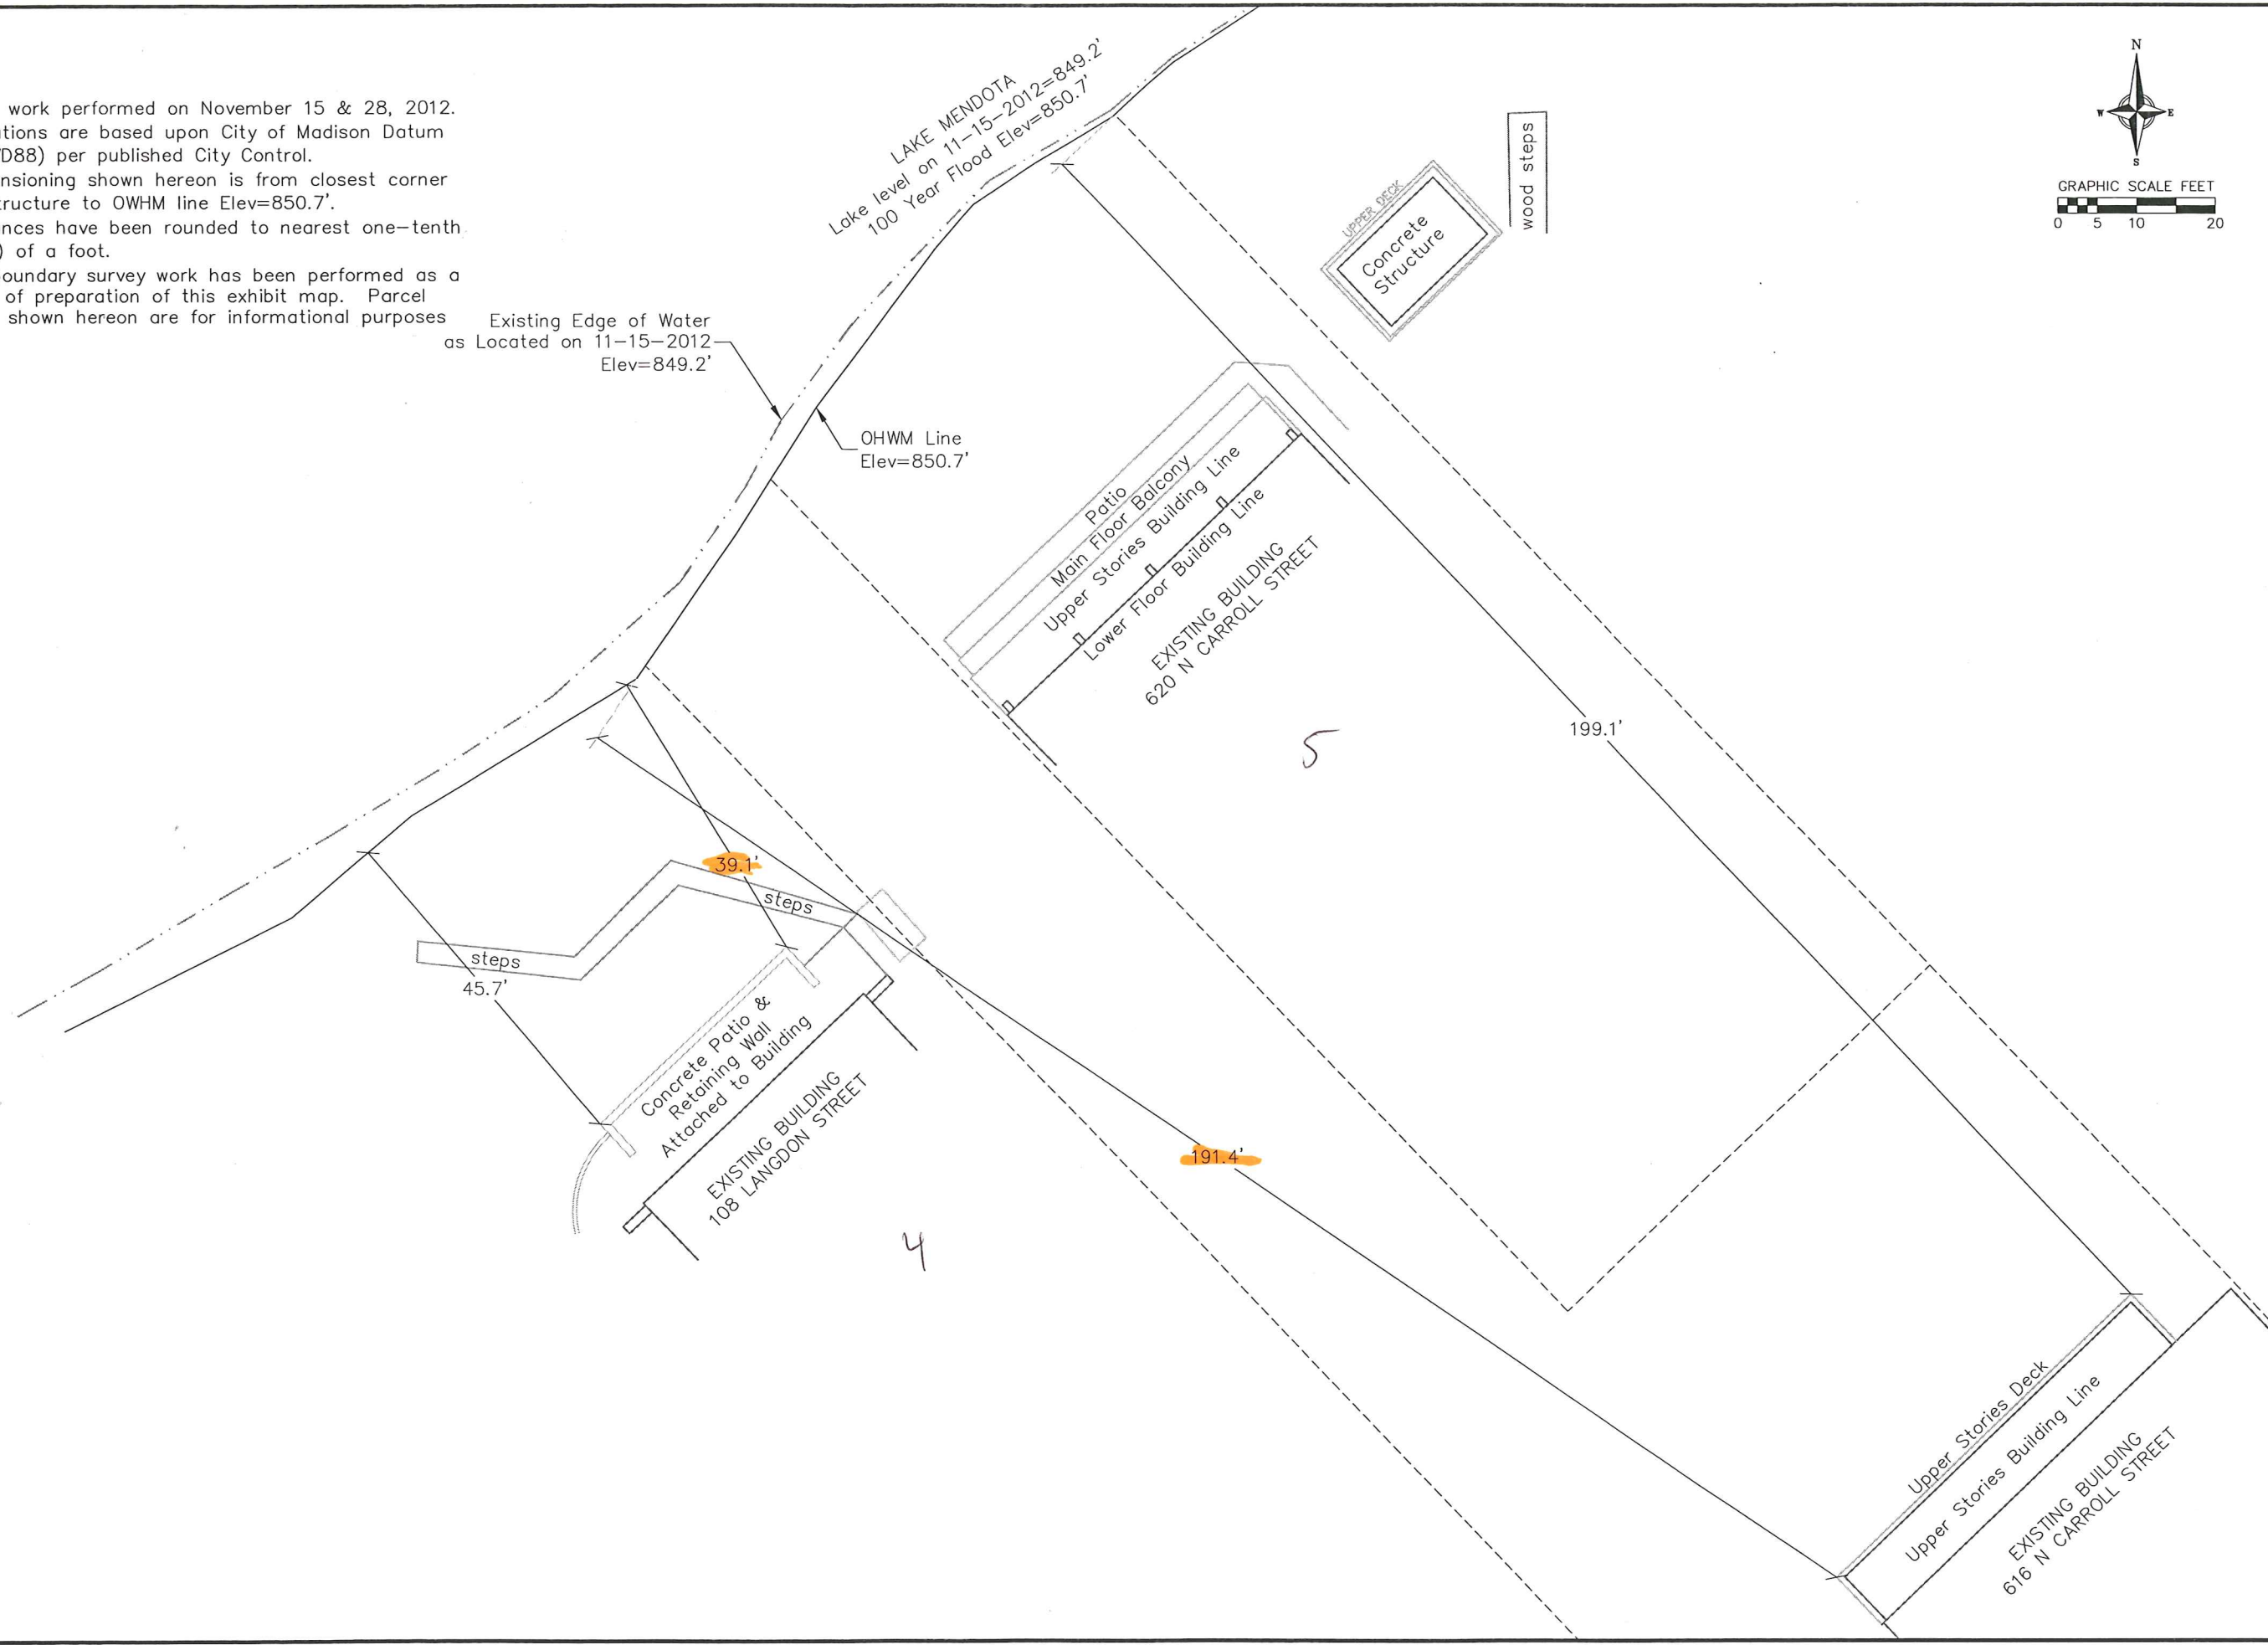 work performed on November 15 & 28, 2012.
tions are based upon City of Madison Datum
D88) per published City Control.
nsioning shown hereon is from closest corner
tructure to OWHM line Elev=850.7'.
nces have been rounded to nearest one-tenth
) of a foot.
oundary survey work has been performed as a
of preparation of this exhibit map. Parcel
shown hereon are for informational purposes
LAKE MENDOTA
Lake level on 11-15-2012=849.2'
100 Year Flood Elev=850.7'
N
W
E
S
GRAPHIC SCALE FEET
0 5 10 20
wood steps
UPPER DECK
Concrete
Structure
Existing Edge of Water
as Located on 11-15-2012
Elev=849.2'
OHWM Line
Elev=850.7'
Patio
Main Floor Balcony
Upper Stories Building Line
Lower Floor Building Line
EXISTING BUILDING
620 N CARROLL STREET
5
199.1'
39.1'
steps
steps
45.7'
Concrete Patio &
Retaining Wall
Attached to Building
EXISTING BUILDING
108 LANGDON STREET
4
191.4'
Upper Stories Deck
Upper Stories Building Line
EXISTING BUILDING
616 N CARROLL STREET